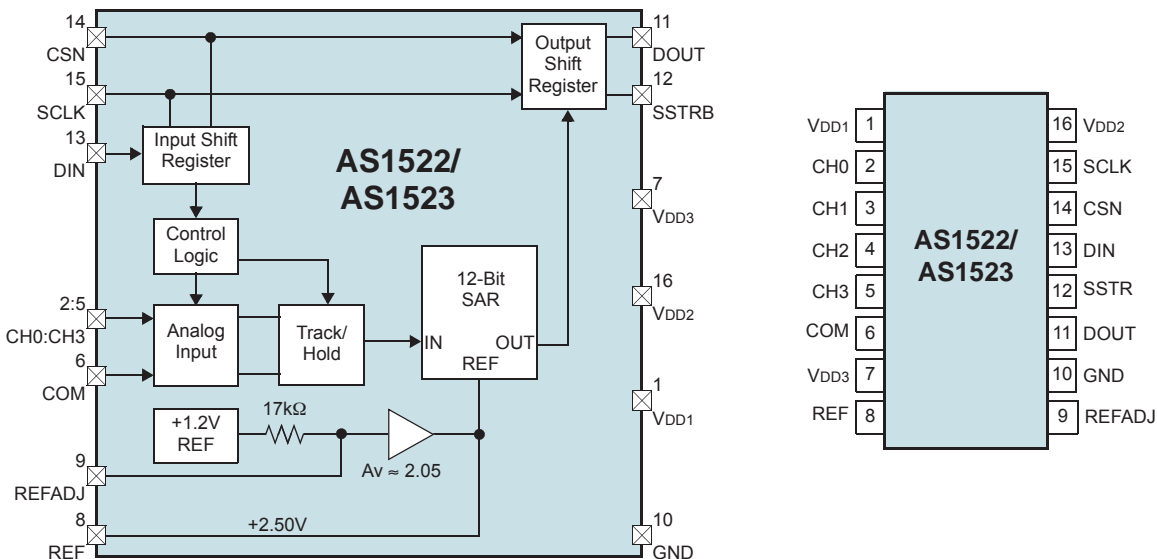 14
CSN
15
SCLK
13
DIN
2:5
CH0:CH3
6
COM
9
REFADJ
8
REF
Input Shift
Register
Control
Logic
Analog
Input
Track/
Hold
+1.2V
REF
17kΩ
Av ≈ 2.05
+2.50V
AS1522/
AS1523
12-Bit
SAR
IN
OUT
REF
Output
Shift
Register
11
DOUT
12
SSTRB
7
VDD3
16
VDD2
1
VDD1
10
GND
VDD1 1
CH0 2
CH1 3
CH2 4
CH3 5
COM 6
VDD3 7
REF 8
AS1522/
AS1523
16 VDD2
15 SCLK
14 CSN
13 DIN
12 SSTR
11 DOUT
10 GND
9 REFADJ